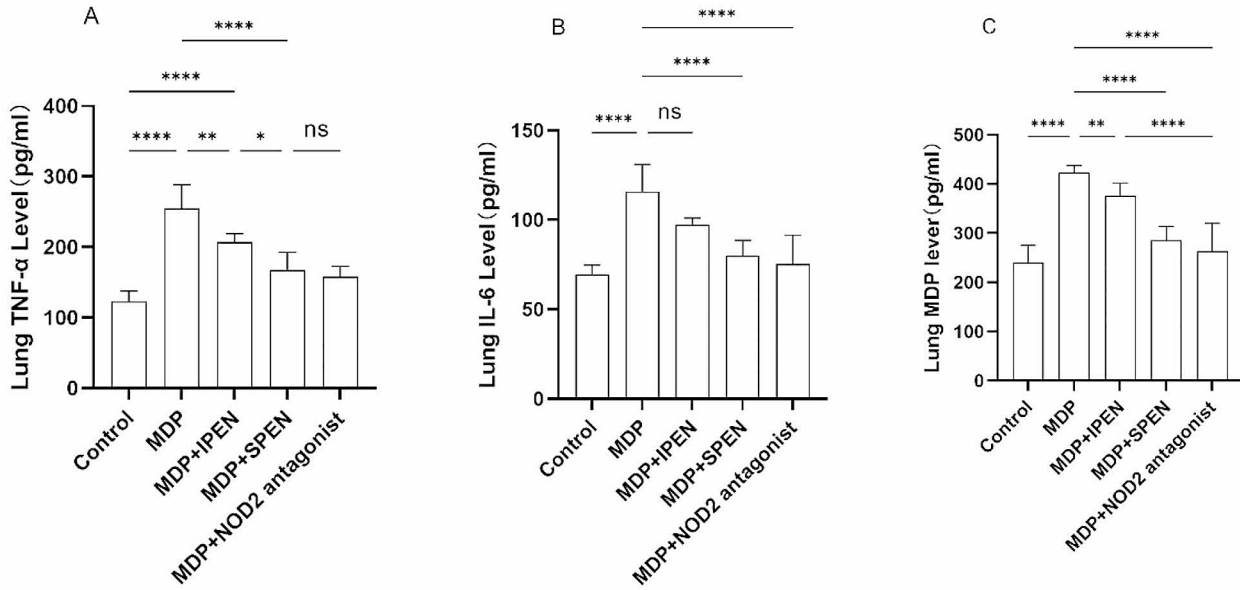 A
****
****
**** ** * ns
Lung TNF-α Level(pg/ml)
400
300
200
100
0
Control
MDP
MDP+IPEN
MDP+SPEN
MDP+NOD2 antagonist
B
****
****
**** ns
Lung IL-6 Level(pg/ml)
150
100
50
0
Control
MDP
MDP+IPEN
MDP+SPEN
MDP+NOD2 antagonist
C
****
****
**** ** ****
Lung MDP lever(pg/ml)
500
400
300
200
100
0
Control
MDP
MDP+IPEN
MDP+SPEN
MDP+NOD2 antagonist